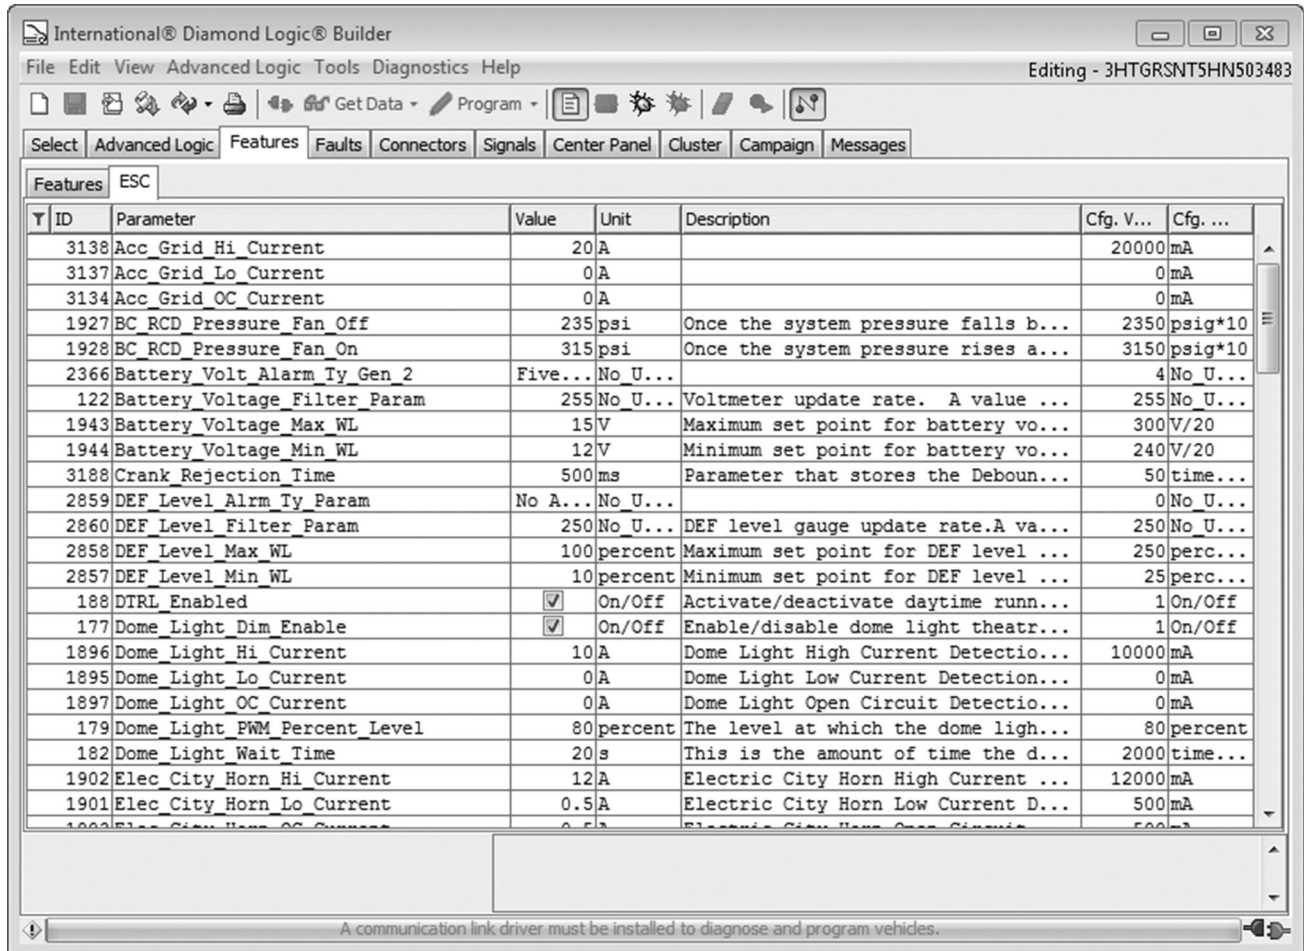 International® Diamond Logic® Builder
File Edit View Advanced Logic Tools Diagnostics Help Editing - 3HTGRSNT5HN503483
Get Data Program
Select Advanced Logic Features Faults Connectors Signals Center Panel Cluster Campaign Messages
Features ESC
ID Parameter Value Unit Description Cfg. V... Cfg. ...
3138 Acc_Grid_Hi_Current 20 A 20000 mA
3137 Acc_Grid_Lo_Current 0 A 0 mA
3134 Acc_Grid_OC_Current 0 A 0 mA
1927 BC_RCD_Pressure_Fan_Off 235 psi Once the system pressure falls b... 2350 psig*10
1928 BC_RCD_Pressure_Fan_On 315 psi Once the system pressure rises a... 3150 psig*10
2366 Battery_Volt_Alarm_Ty_Gen_2 Five... No_U... 4 No_U...
122 Battery_Voltage_Filter_Param 255 No_U... Voltmeter update rate. A value ... 255 No_U...
1943 Battery_Voltage_Max_WL 15 V Maximum set point for battery vo... 300 V/20
1944 Battery_Voltage_Min_WL 12 V Minimum set point for battery vo... 240 V/20
3188 Crank_Rejection_Time 500 ms Parameter that stores the Deboun... 50 time...
2859 DEF_Level_Alrm_Ty_Param No A... No_U... 0 No_U...
2860 DEF_Level_Filter_Param 250 No_U... DEF level gauge update rate.A va... 250 No_U...
2858 DEF_Level_Max_WL 100 percent Maximum set point for DEF level ... 250 perc...
2857 DEF_Level_Min_WL 10 percent Minimum set point for DEF level ... 25 perc...
188 DTRL_Enabled On/Off Activate/deactivate daytime runn... 1 On/Off
177 Dome_Light_Dim_Enable On/Off Enable/disable dome light theatr... 1 On/Off
1896 Dome_Light_Hi_Current 10 A Dome Light High Current Detectio... 10000 mA
1895 Dome_Light_Lo_Current 0 A Dome Light Low Current Detection... 0 mA
1897 Dome_Light_OC_Current 0 A Dome Light Open Circuit Detectio... 0 mA
179 Dome_Light_PWM_Percent_Level 80 percent The level at which the dome ligh... 80 percent
182 Dome_Light_Wait_Time 20 s This is the amount of time the d... 2000 time...
1902 Elec_City_Horn_Hi_Current 12 A Electric City Horn High Current ... 12000 mA
1901 Elec_City_Horn_Lo_Current 0.5 A Electric City Horn Low Current D... 500 mA
A communication link driver must be installed to diagnose and program vehicles.